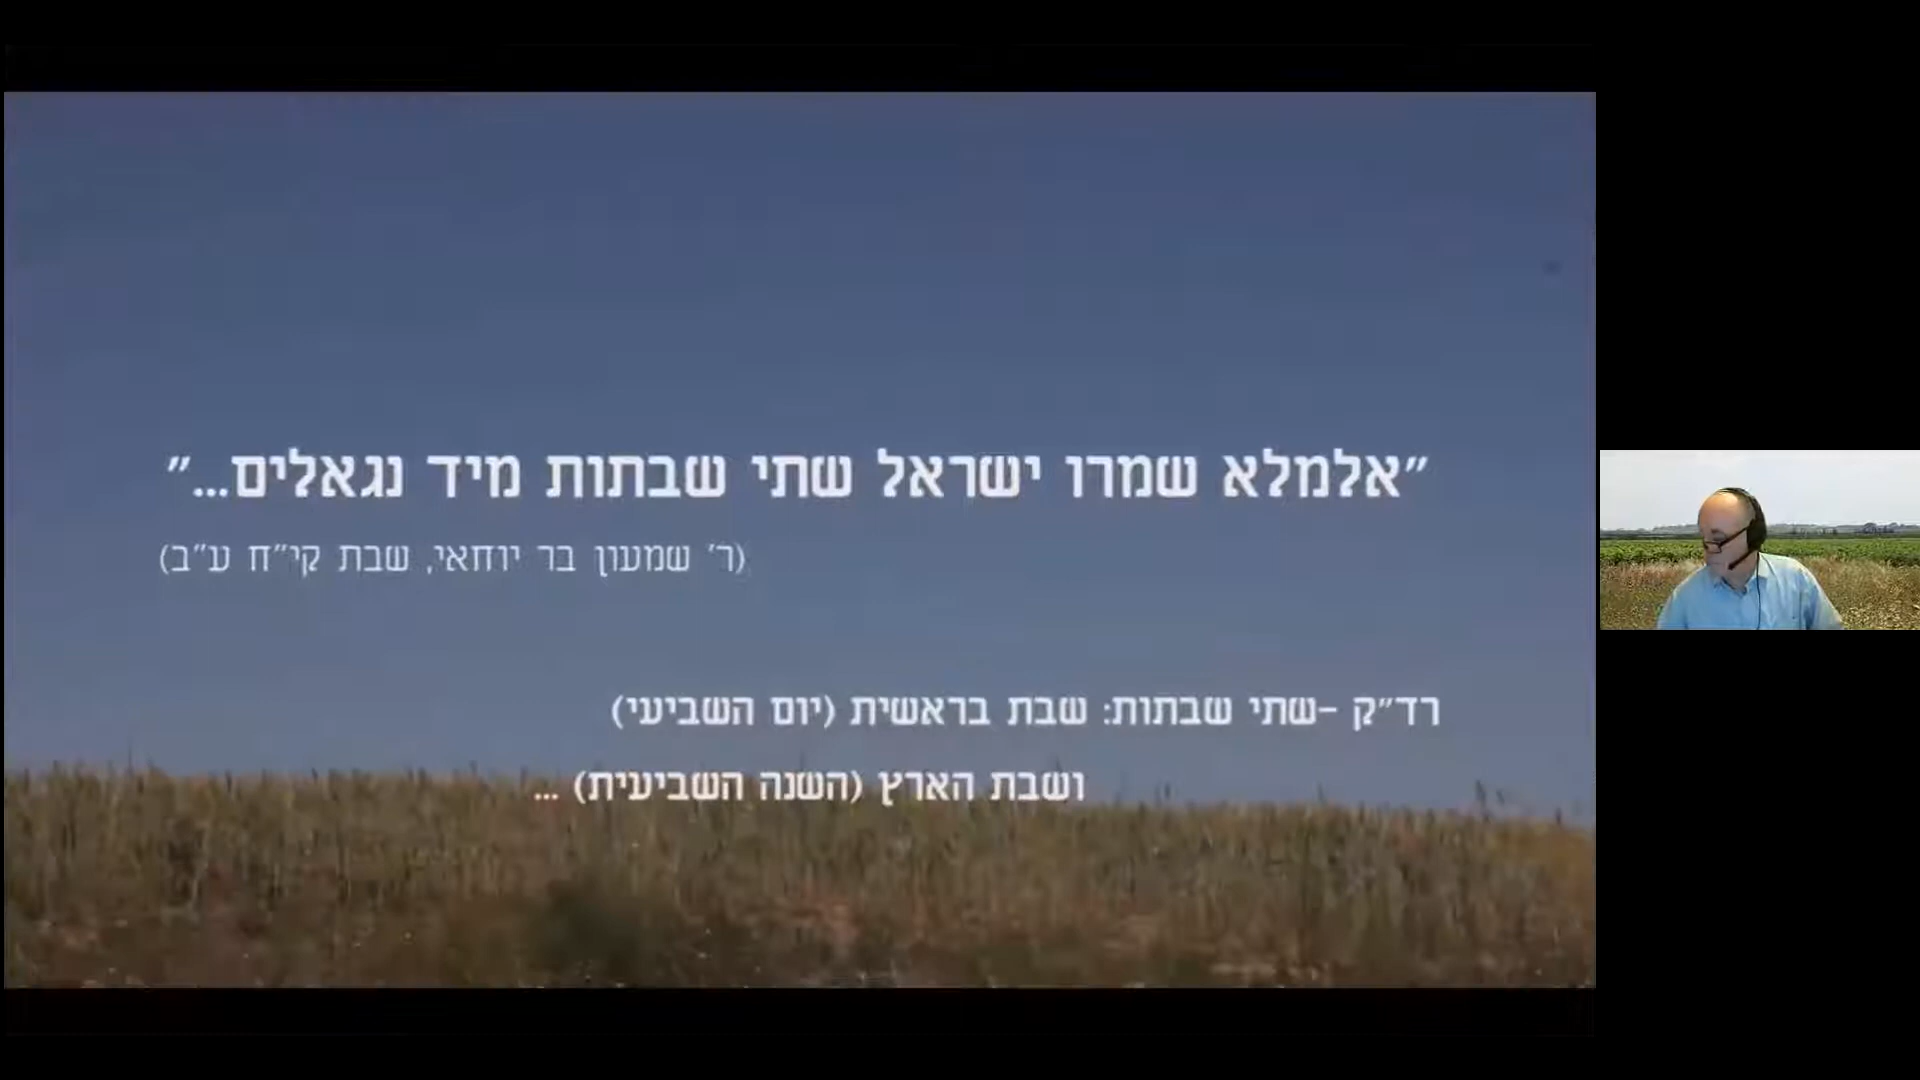 "אלמלא שמרו ישראל שתי שבתות מיד נגאלים..."
(ר' שמעון בר יוחאי, שבת קי"ח ע"ב)
רד"ק -שתי שבתות: שבת בראשית (יום השביעי)
ושבת הארץ (השנה השביעית) ...